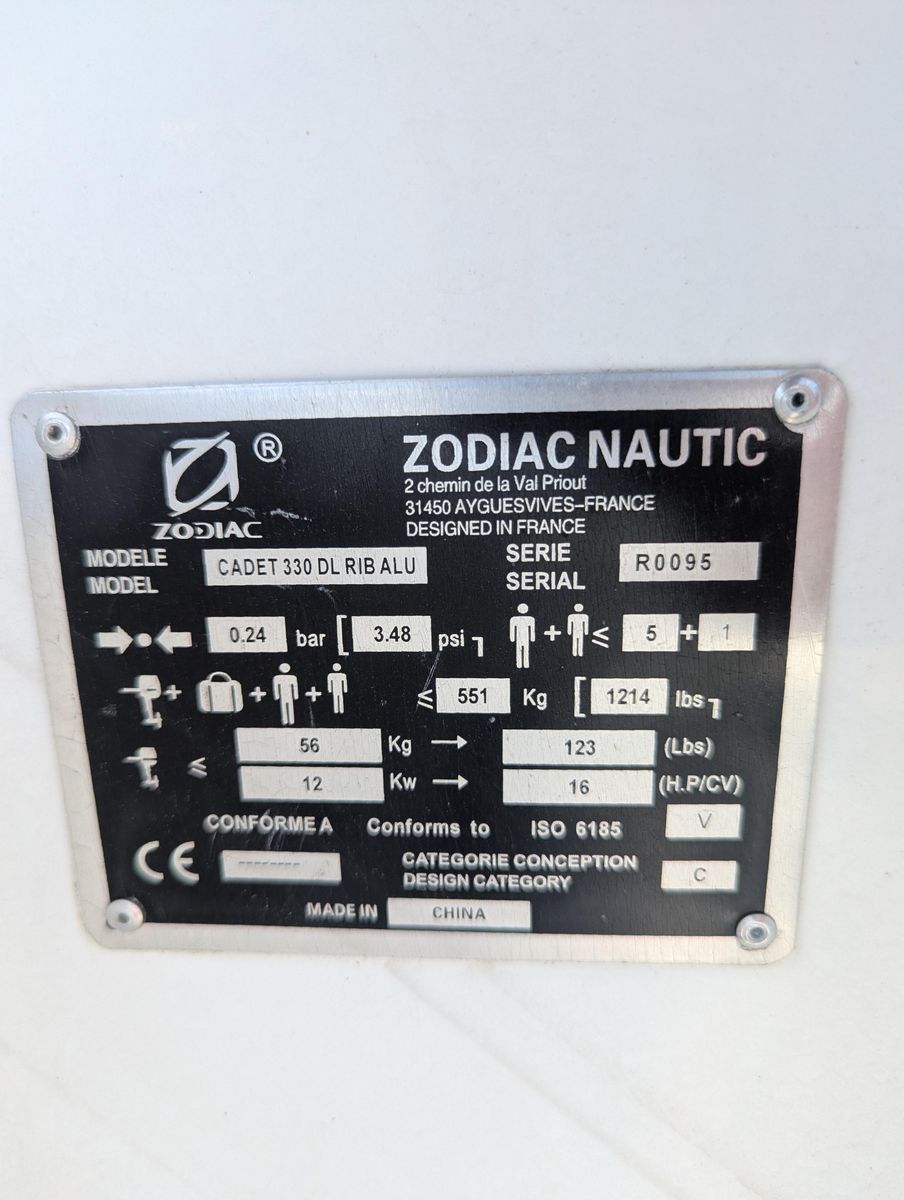 ®
ZODIAC
ZODIAC NAUTIC
2 chemin de la Val Priout
31450 AYGUESVIVES-FRANCE
DESIGNED IN FRANCE
MODELE
MODEL
CADET 330 DL RIB ALU
SERIE
SERIAL
R0095
0.24 bar [ 3.48 psi ] + ≤ 5 + 1
+ + + ≤ 551 Kg [ 1214 lbs ]
≤ 56 Kg → 123 (Lbs)
12 Kw → 16 (H.P/CV)
CONFORME A Conforms to ISO 6185 V
CE --------
CATEGORIE CONCEPTION
DESIGN CATEGORY
C
MADE IN CHINA